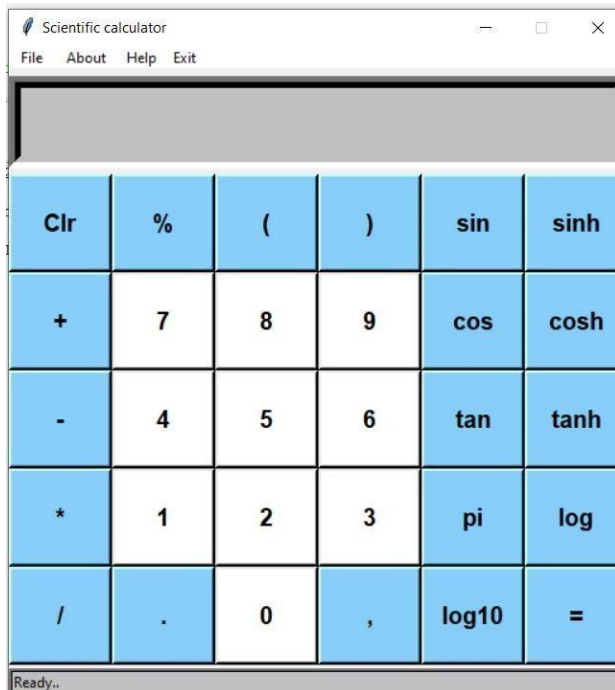 Scientific calculator
File About Help Exit
Clr % ( ) sin sinh
+ 7 8 9 cos cosh
- 4 5 6 tan tanh
* 1 2 3 pi log
/ . 0 , log10 =
Ready..